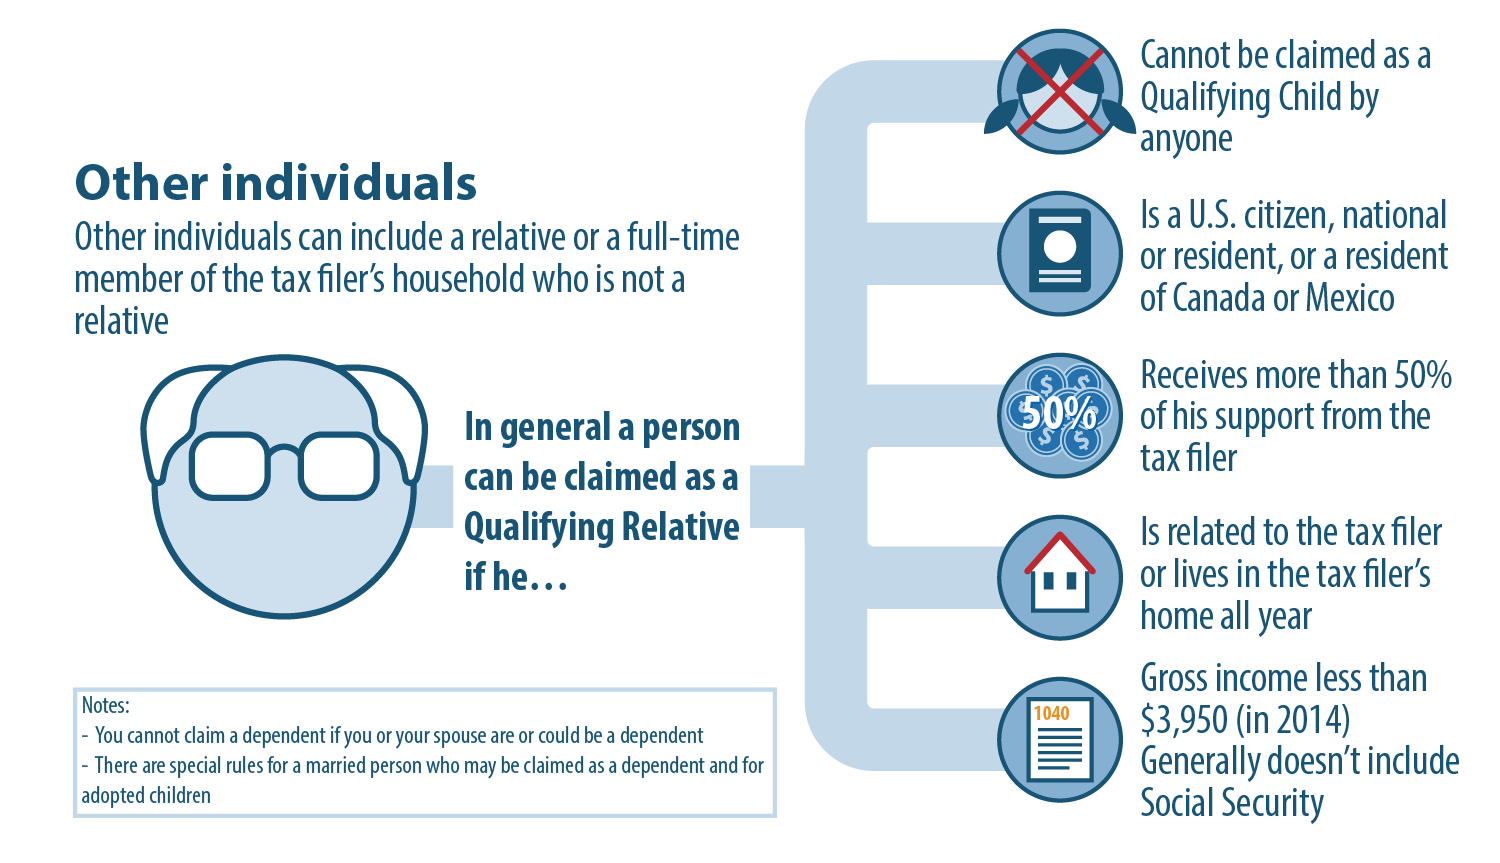 Other individuals
Other individuals can include a relative or a full-time
member of the tax filer’s household who is not a
relative
In general a person
can be claimed as a
Qualifying Relative
if he…
Cannot be claimed as a
Qualifying Child by
anyone
Is a U.S. citizen, national
or resident, or a resident
of Canada or Mexico
$ $
$ 50% $
$ $
Receives more than 50%
of his support from the
tax filer
Is related to the tax filer
or lives in the tax filer’s
home all year
1040
Gross income less than
$3,950 (in 2014)
Generally doesn’t include
Social Security
Notes:
- You cannot claim a dependent if you or your spouse are or could be a dependent
- There are special rules for a married person who may be claimed as a dependent and for
adopted children